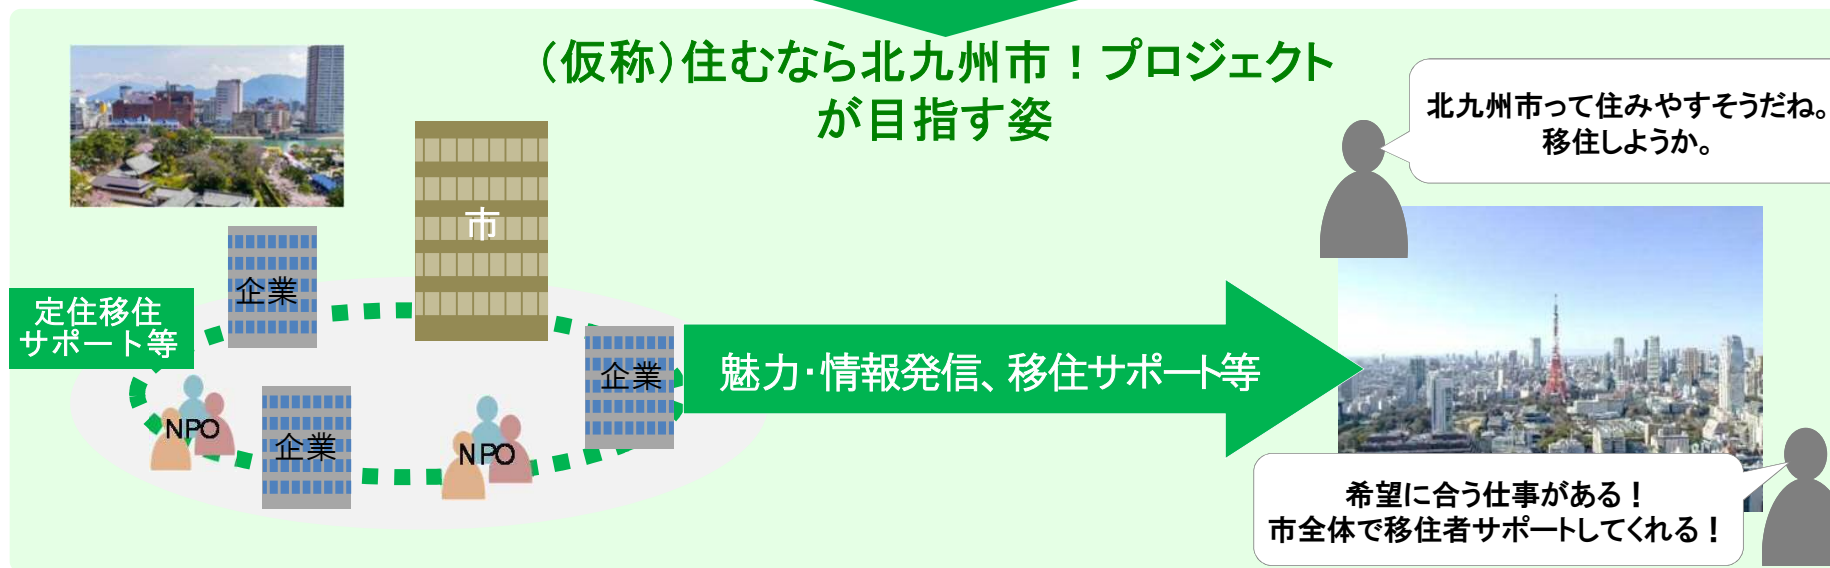 （仮称）住むなら北九州市！プロジェクト
が目指す姿
北九州市って住みやすそうだね。
移住しようか。
市
企業
定住移住
サポート等
企業
魅力・情報発信、移住サポート等
NPO
企業
NPO
希望に合う仕事がある！
市全体で移住者サポートしてくれる！